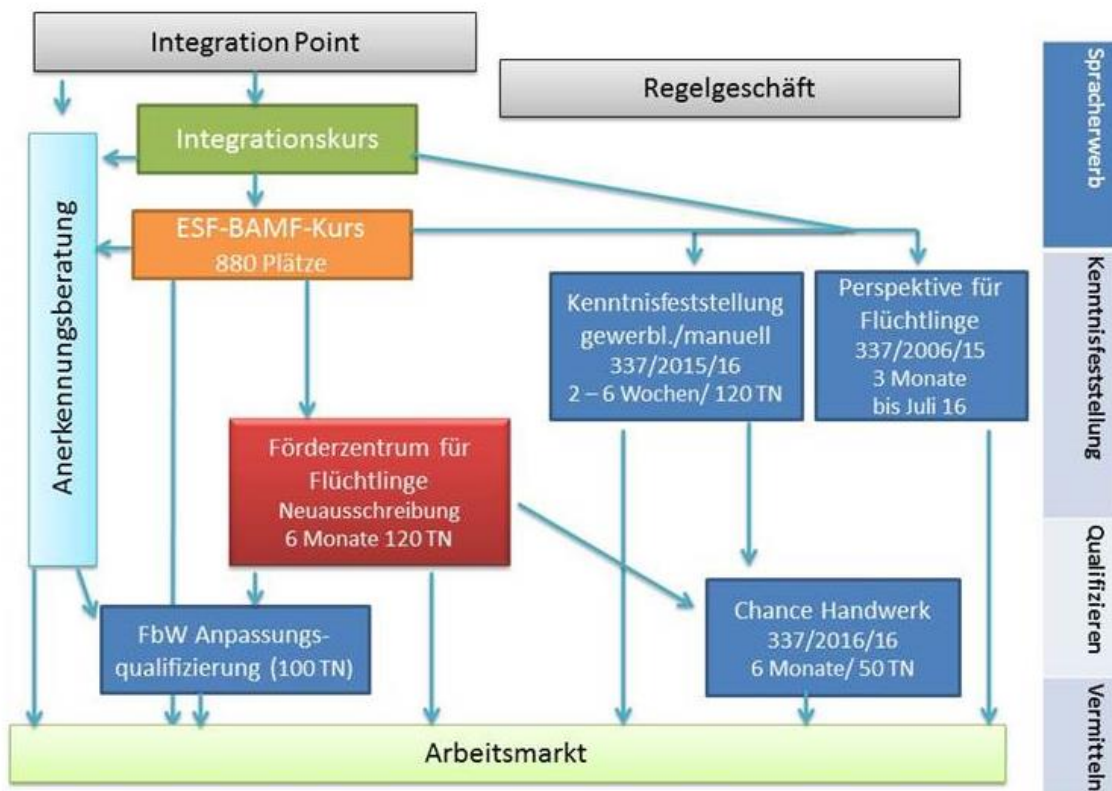 Integration Point
Regelgeschäft
Integrationskurs
ESF-BAMF-Kurs
880 Plätze
Anerkennungsberatung
Kenntnisfeststellung
gewerbl./manuell
337/2015/16
2 – 6 Wochen/ 120 TN
Perspektive für
Flüchtlinge
337/2006/15
3 Monate
bis Juli 16
Förderzentrum für
Flüchtlinge
Neuausschreibung
6 Monate 120 TN
FbW Anpassungs-
qualifizierung (100 TN)
Chance Handwerk
337/2016/16
6 Monate/ 50 TN
Arbeitsmarkt
Spracherwerb
Kenntnisfeststellung
Qualifizieren
Vermitteln